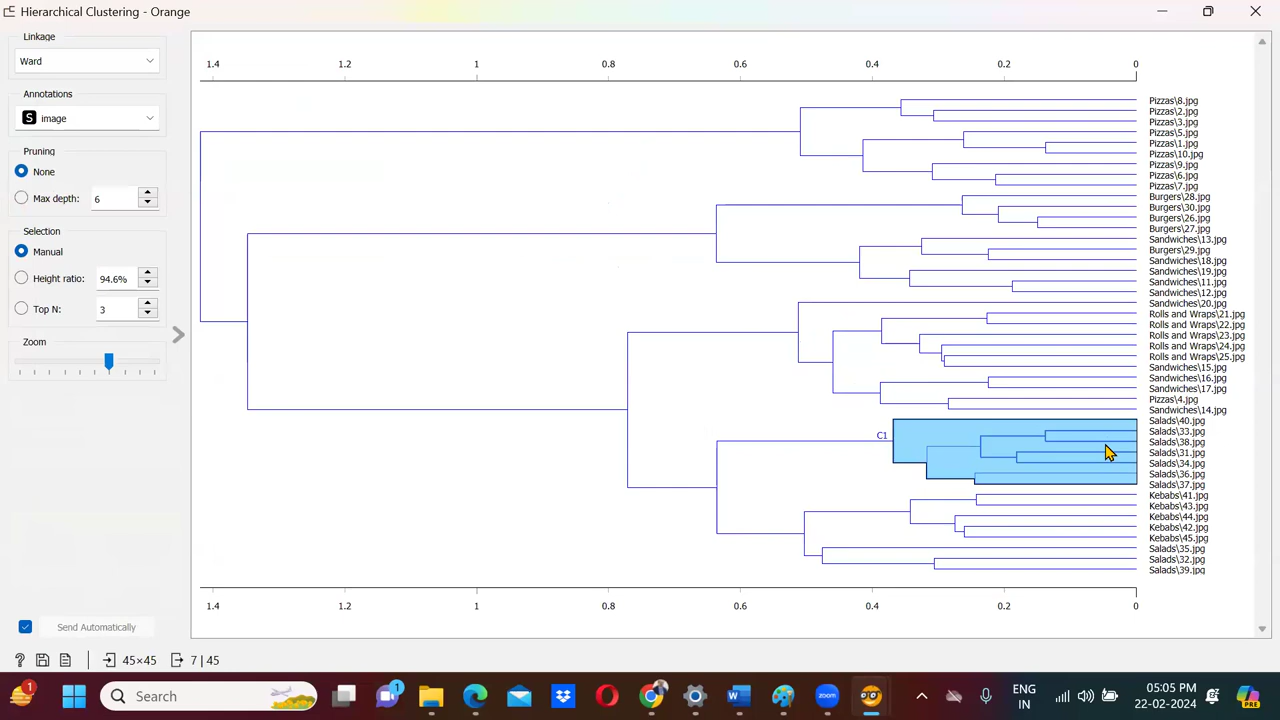 Hierarchical Clustering - Orange
Linkage
Ward
Annotations
S image
Pruning
None
Max depth: 6
Selection
Manual
Height ratio: 94.6%
Top N: 3
Zoom
Send Automatically
1.4 1.2 1 0.8 0.6 0.4 0.2 0
Pizzas\8.jpg
Pizzas\2.jpg
Pizzas\3.jpg
Pizzas\5.jpg
Pizzas\1.jpg
Pizzas\10.jpg
Pizzas\9.jpg
Pizzas\6.jpg
Pizzas\7.jpg
Burgers\28.jpg
Burgers\30.jpg
Burgers\26.jpg
Burgers\27.jpg
Sandwiches\13.jpg
Burgers\29.jpg
Sandwiches\18.jpg
Sandwiches\19.jpg
Sandwiches\11.jpg
Sandwiches\12.jpg
Sandwiches\20.jpg
Rolls and Wraps\21.jpg
Rolls and Wraps\22.jpg
Rolls and Wraps\23.jpg
Rolls and Wraps\24.jpg
Rolls and Wraps\25.jpg
Sandwiches\15.jpg
Sandwiches\16.jpg
Sandwiches\17.jpg
Pizzas\4.jpg
Sandwiches\14.jpg
C1
Salads\40.jpg
Salads\33.jpg
Salads\38.jpg
Salads\31.jpg
Salads\34.jpg
Salads\36.jpg
Salads\37.jpg
Kebabs\41.jpg
Kebabs\43.jpg
Kebabs\44.jpg
Kebabs\42.jpg
Kebabs\45.jpg
Salads\35.jpg
Salads\32.jpg
Salads\39.jpg
1.4 1.2 1 0.8 0.6 0.4 0.2 0
? 45×45 7 | 45
1 Search 1 W zoom ENG IN 05:05 PM 22-02-2024 PRE